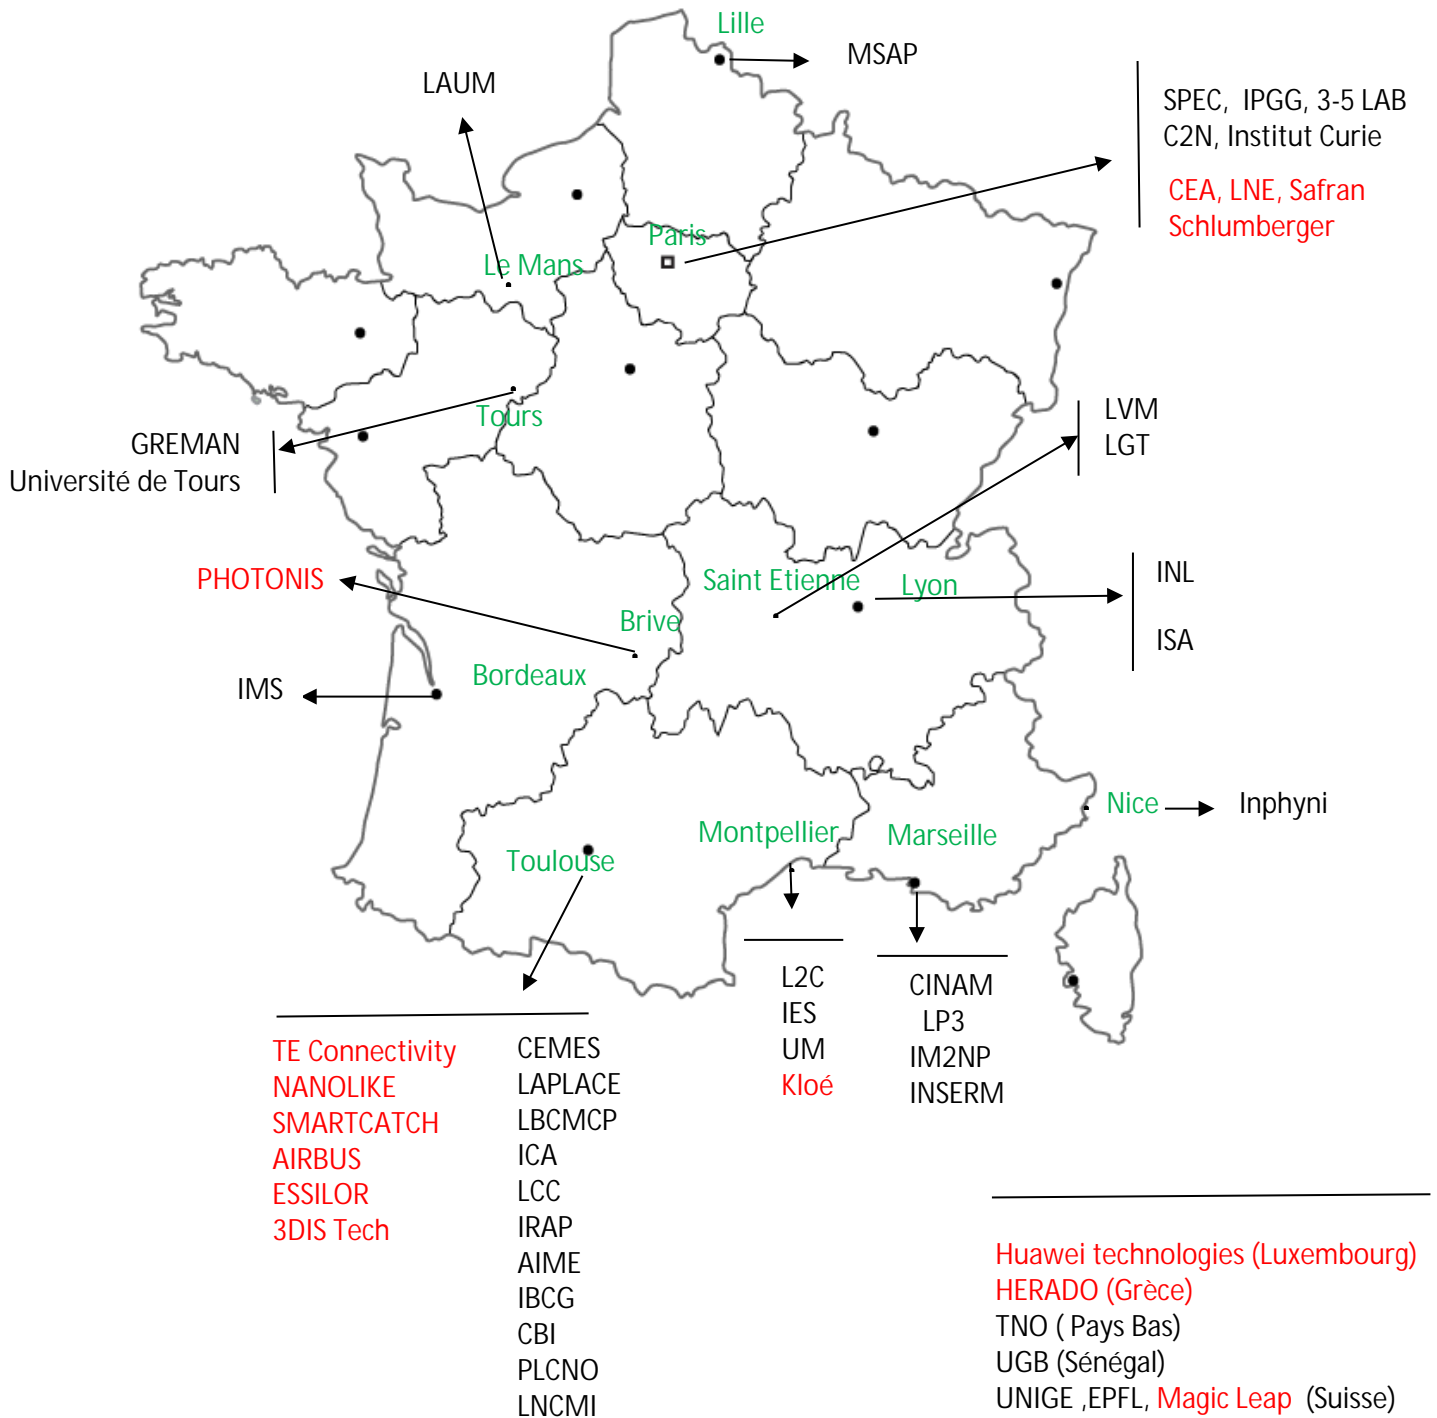 Lille
MSAP
LAUM
SPEC, IPGG, 3-5 LAB
C2N, Institut Curie
CEA, LNE, Safran
Schlumberger
Paris
Le Mans
Tours
GREMAN
Université de Tours
LVM
LGT
PHOTONIS
Saint Etienne
Lyon
INL
ISA
Brive
Bordeaux
IMS
Nice
Inphyni
Montpellier
Marseille
Toulouse
L2C
IES
UM
Kloé
CINAM
LP3
IM2NP
INSERM
TE Connectivity
NANOLIKE
SMARTCATCH
AIRBUS
ESSILOR
3DIS Tech
CEMES
LAPLACE
LBCMCP
ICA
LCC
IRAP
AIME
IBCG
CBI
PLCNO
LNCMI
Huawei technologies (Luxembourg)
HERADO (Grèce)
TNO ( Pays Bas)
UGB (Sénégal)
UNIGE ,EPFL, Magic Leap (Suisse)